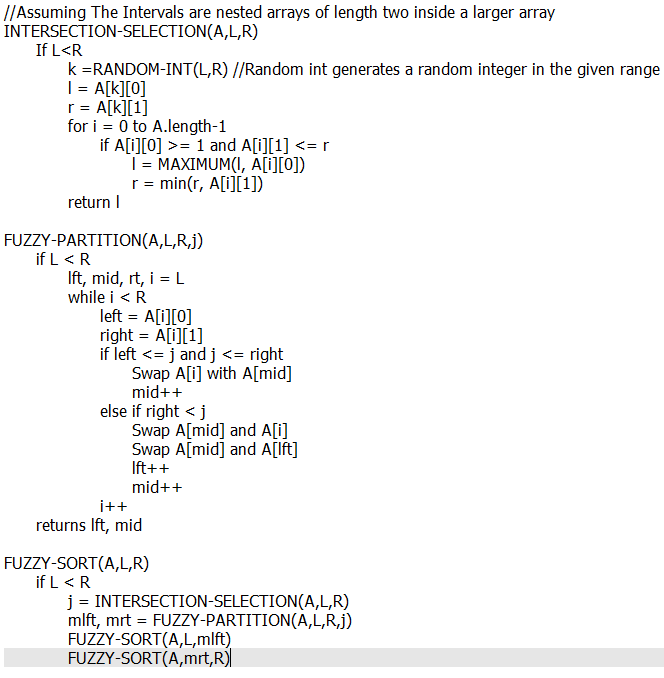 //Assuming The Intervals are nested arrays of length two inside a larger array
INTERSECTION-SELECTION(A,L,R)
If L<R
k =RANDOM-INT(L,R) //Random int generates a random integer in the given range
l = A[k][0]
r = A[k][1]
for i = 0 to A.length-1
if A[i][0] >= 1 and A[i][1] <= r
l = MAXIMUM(l, A[i][0])
r = min(r, A[i][1])
return l
FUZZY-PARTITION(A,L,R,j)
if L < R
lft, mid, rt, i = L
while i < R
left = A[i][0]
right = A[i][1]
if left <= j and j <= right
Swap A[i] with A[mid]
mid++
else if right < j
Swap A[mid] and A[i]
Swap A[mid] and A[lft]
lft++
mid++
i++
returns lft, mid
FUZZY-SORT(A,L,R)
if L < R
j = INTERSECTION-SELECTION(A,L,R)
mlft, mrt = FUZZY-PARTITION(A,L,R,j)
FUZZY-SORT(A,L,mlft)
FUZZY-SORT(A,mrt,R)